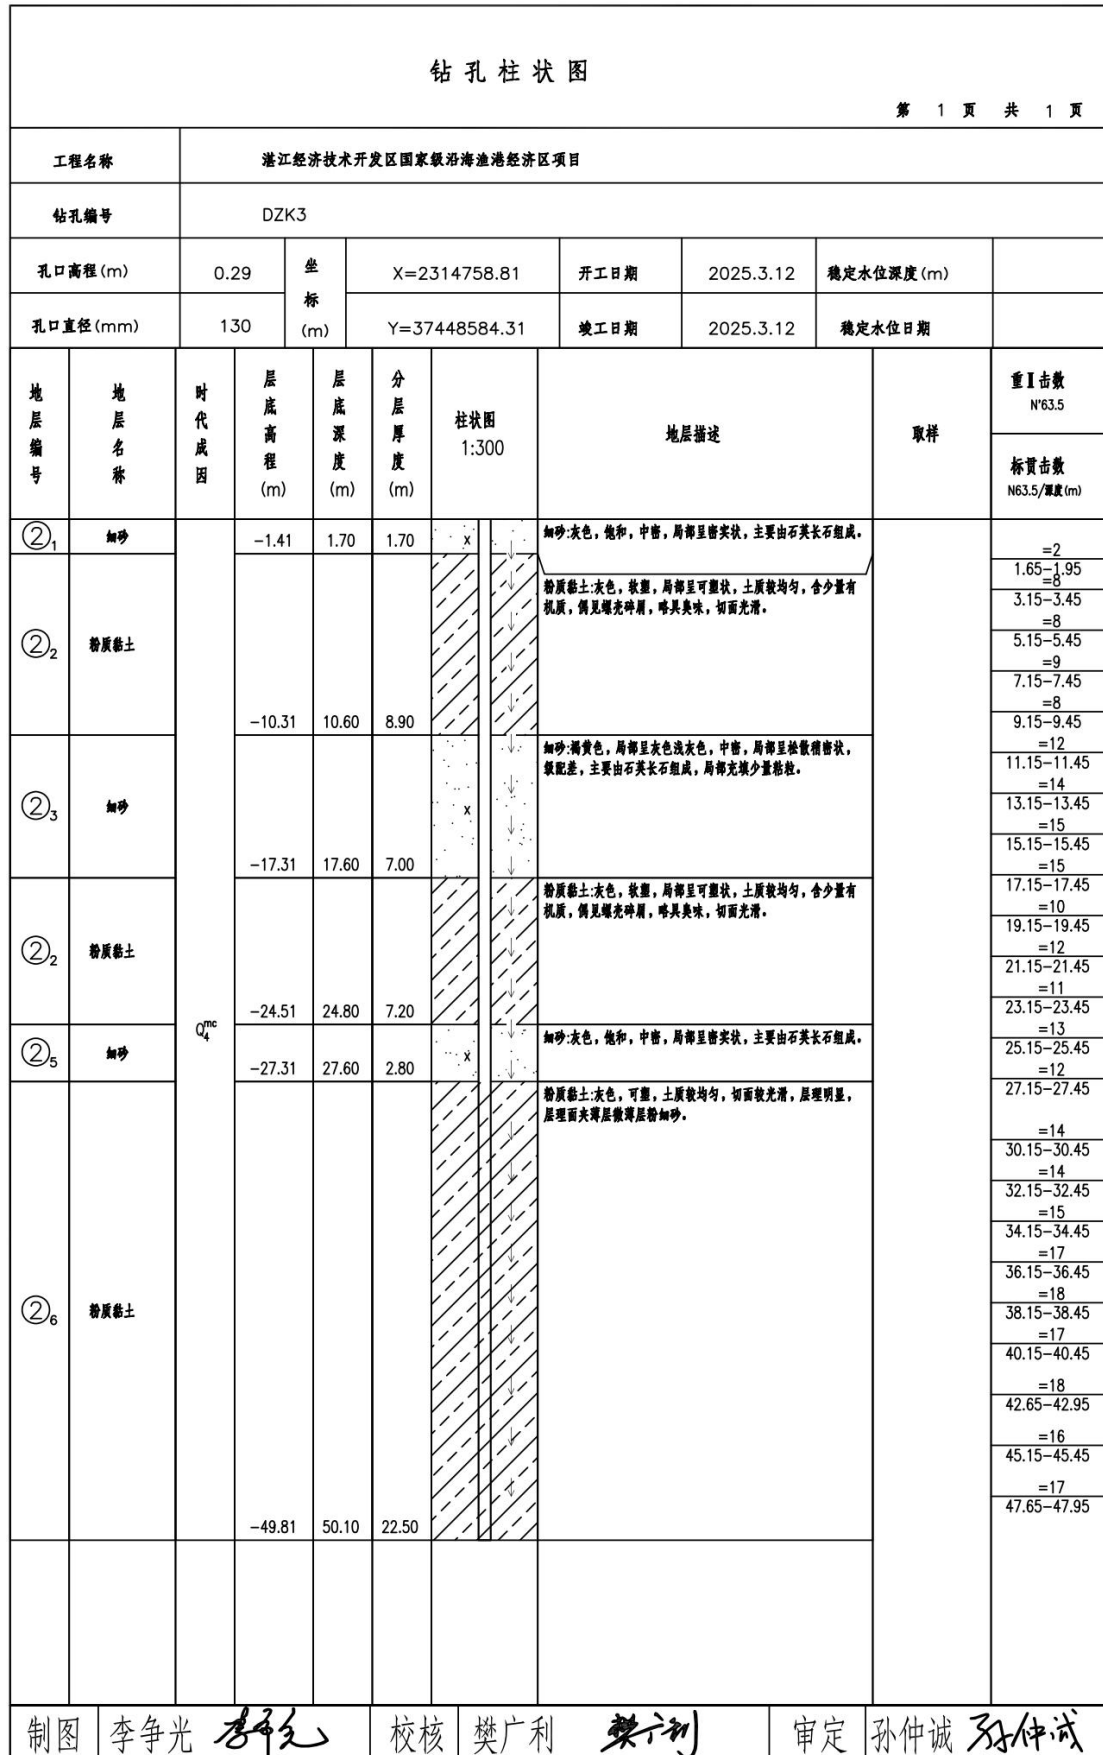 钻孔柱状图
第 1 页 共 1 页
工程名称 湛江经济技术开发区国家级沿海渔港经济区项目
钻孔编号 DZK3
孔口高程(m) 0.29 坐标(m) X=2314758.81 开工日期 2025.3.12 稳定水位深度(m)
孔口直径(mm) 130 Y=37448584.31 竣工日期 2025.3.12 稳定水位日期
地层编号 地层名称 时代成因 层底高程(m) 层底深度(m) 分层厚度(m) 柱状图 1:300 地层描述 取样 重Ⅱ击数 N'63.5
标贯击数 N63.5/深度(m)
②1 细砂 -1.41 1.70 1.70 x 细砂:灰色，饱和，中密，局部呈密实状，主要由石英长石组成。
=2
1.65-1.95
粉质黏土:灰色，软塑，局部呈可塑状，土质较均匀，含少量有
机质，偶见螺壳碎屑，略具臭味，切面光滑。
=8
3.15-3.45
=8
5.15-5.45
②2 粉质黏土
=9
7.15-7.45
=8
9.15-9.45
-10.31 10.60 8.90
细砂:褐黄色，局部呈灰色浅灰色，中密，局部呈松散稍密状，
级配差，主要由石英长石组成，局部充填少量粘粒。
=12
11.15-11.45
=14
13.15-13.45
②3 细砂 x
=15
15.15-15.45
=15
17.15-17.45
-17.31 17.60 7.00
粉质黏土:灰色，软塑，局部呈可塑状，土质较均匀，含少量有
机质，偶见螺壳碎屑，略具臭味，切面光滑。
=10
19.15-19.45
②2 粉质黏土
=12
21.15-21.45
=11
23.15-23.45
-24.51 24.80 7.20
Q4mc
细砂:灰色，饱和，中密，局部呈密实状，主要由石英长石组成。
=13
25.15-25.45
②5 细砂 x
=12
27.15-27.45
-27.31 27.60 2.80
粉质黏土:灰色，可塑，土质较均匀，切面较光滑，层理明显，
层理面夹薄层微薄层粉细砂。
=14
30.15-30.45
=14
32.15-32.45
=15
34.15-34.45
=17
36.15-36.45
=18
38.15-38.45
②6 粉质黏土
=17
40.15-40.45
=18
42.65-42.95
=16
45.15-45.45
=17
47.65-47.95
-49.81 50.10 22.50
制图 李争光 李争光 校核 樊广利 樊广利 审定 孙仲诚 孙仲诚